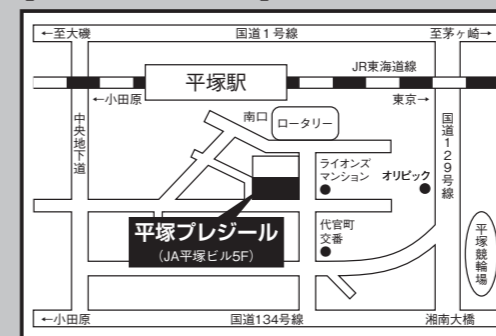 ←至大磯
国道1号線
至茅ヶ崎→
JR東海道線
平塚駅
←小田原
東京→
南口
ロータリー
中央地下道
国道129号線
ライオンズ
マンション
オリピック
平塚プレジール
(JA平塚ビル5F)
代官町
交番
平塚競輪場
←小田原
国道134号線
湘南大橋